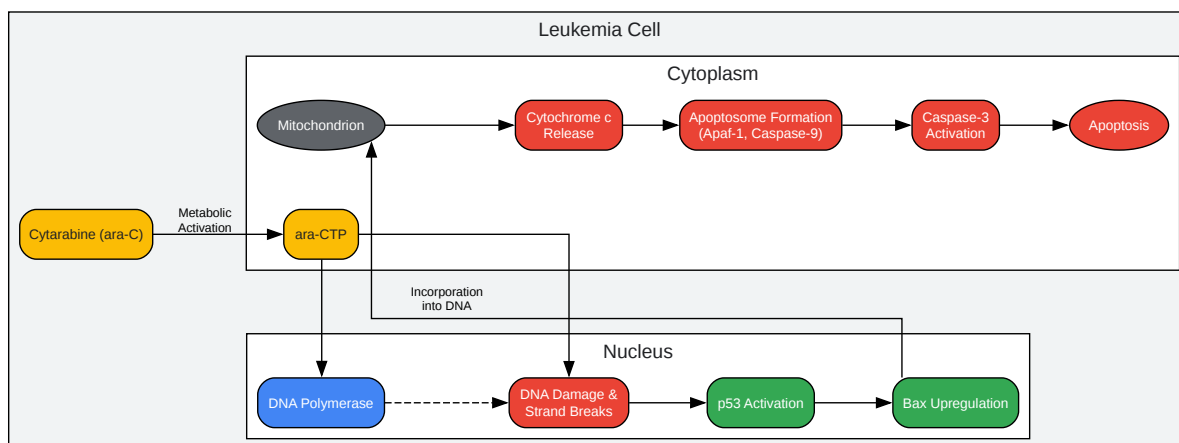 Leukemia Cell
Cytoplasm
Mitochondrion
Cytochrome c
Release
Apoptosome Formation
(Apaf-1, Caspase-9)
Caspase-3
Activation
Apoptosis
Cytarabine (ara-C)
Metabolic
Activation
ara-CTP
Incorporation
into DNA
Nucleus
DNA Polymerase
DNA Damage &
Strand Breaks
p53 Activation
Bax Upregulation